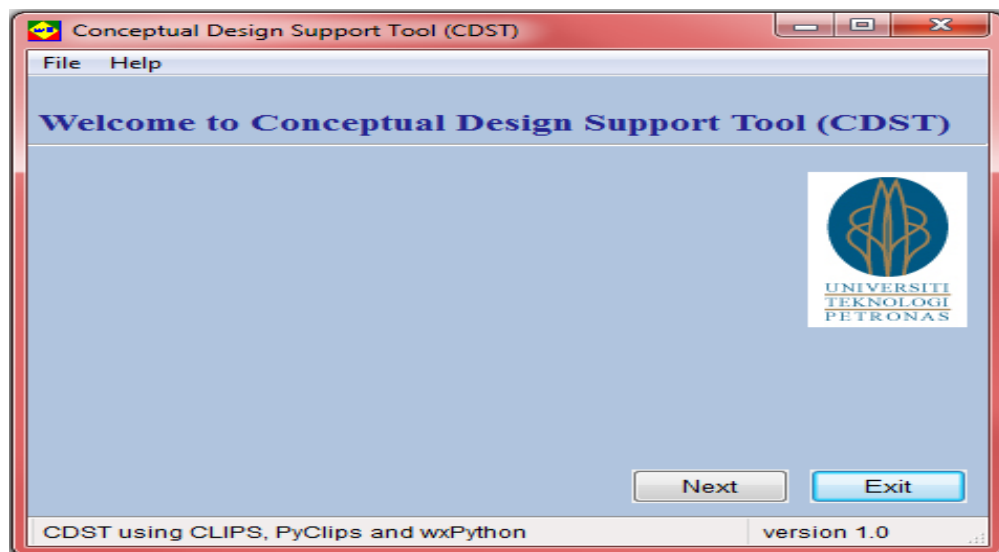 Conceptual Design Support Tool (CDST)
File Help
Welcome to Conceptual Design Support Tool (CDST)
UNIVERSITI
TEKNOLOGI
PETRONAS
Next Exit
CDST using CLIPS, PyClips and wxPython version 1.0